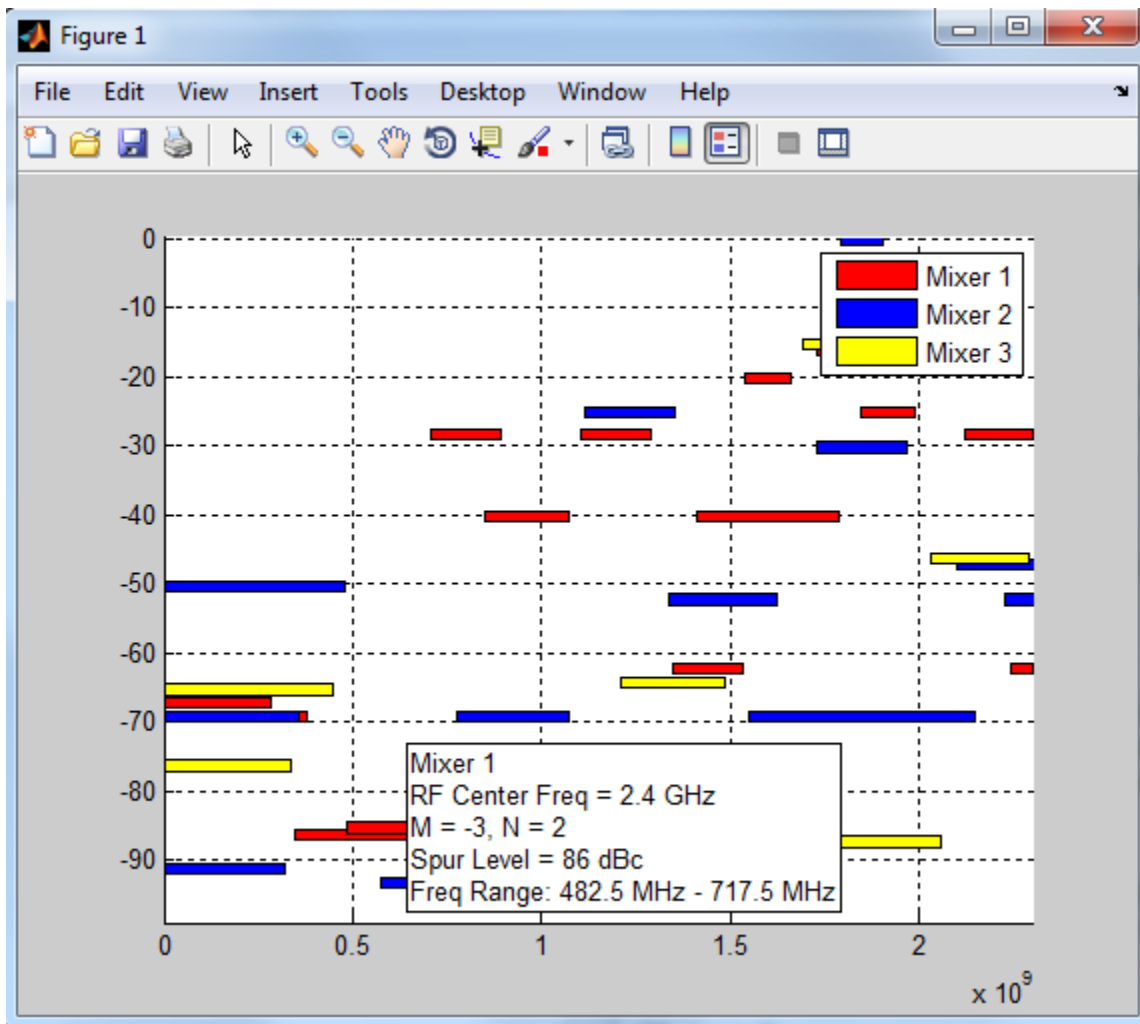 Figure 1
File Edit View Insert Tools Desktop Window Help
0
-10
-20
-30
-40
-50
-60
-70
-80
-90
Mixer 1
Mixer 2
Mixer 3
Mixer 1
RF Center Freq = 2.4 GHz
M = -3, N = 2
Spur Level = 86 dBc
Freq Range: 482.5 MHz - 717.5 MHz
0 0.5 1 1.5 2
x 10^9